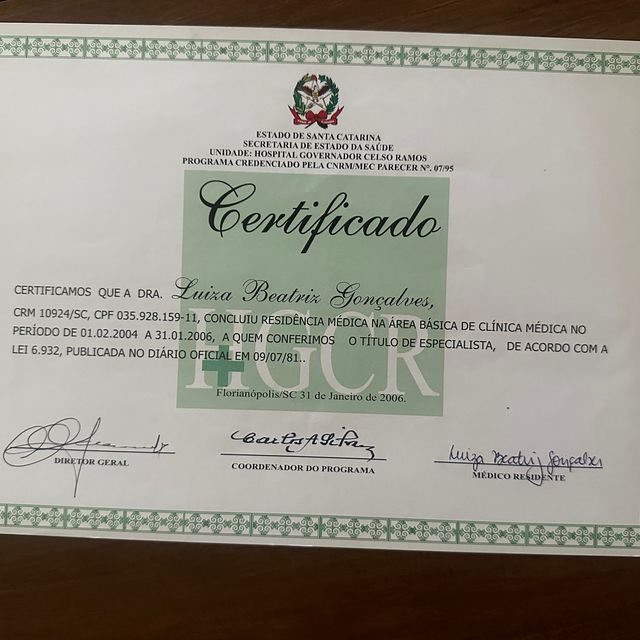 ESTADO DE SANTA CATARINA
SECRETARIA DE ESTADO DA SAÚDE
UNIDADE: HOSPITAL GOVERNADOR CELSO RAMOS
PROGRAMA CREDENCIADO PELA CNRM/MEC PARECER Nº. 07/95
Certificado
CERTIFICAMOS QUE A DRA. Luiza Beatriz Gonçalves,
CRM 10924/SC, CPF 035.928.159-11, CONCLUIU RESIDÊNCIA MÉDICA NA ÁREA BÁSICA DE CLÍNICA MÉDICA NO
PERÍODO DE 01.02.2004 A 31.01.2006, A QUEM CONFERIMOS O TÍTULO DE ESPECIALISTA, DE ACORDO COM A
LEI 6.932, PUBLICADA NO DIÁRIO OFICIAL EM 09/07/81..
HGCR
Florianópolis/SC 31 de Janeiro de 2006.
Luiza Beatriz Gonçalves
DIRETOR GERAL
COORDENADOR DO PROGRAMA
MÉDICO RESIDENTE